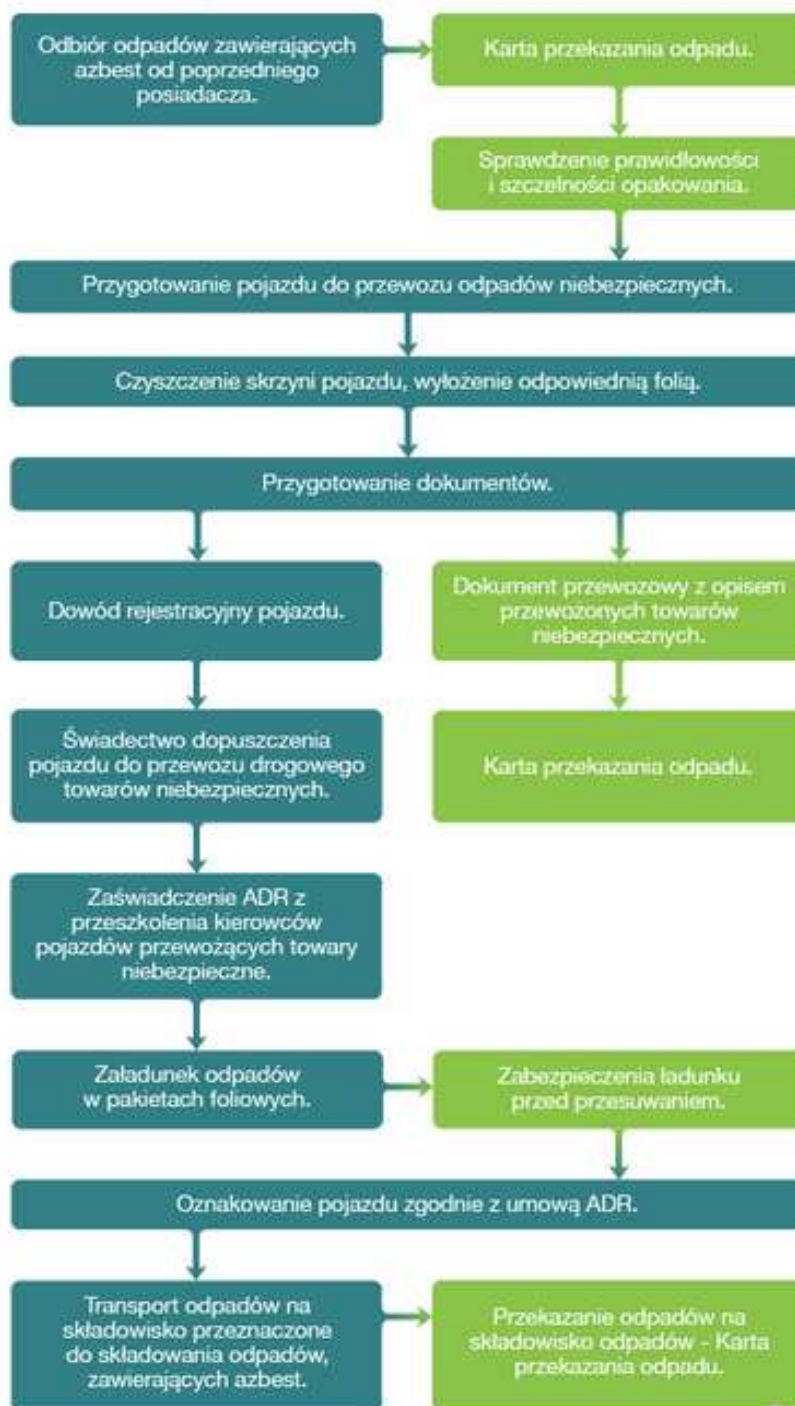 Odbiór odpadów zawierających
azbest od poprzedniego
posiadacza.
Karta przekazania odpadu.
Sprawdzenie prawidłowości
i szczelności opakowania.
Przygotowanie pojazdu do przewozu odpadów niebezpiecznych.
Czyszczenie skrzyni pojazdu, wyłożenie odpowiednią folią.
Przygotowanie dokumentów.
Dowód rejestracyjny pojazdu.
Dokument przewozowy z opisem
przewożonych towarów
niebezpiecznych.
Świadectwo dopuszczenia
pojazdu do przewozu drogowego
towarów niebezpiecznych.
Karta przekazania odpadu.
Zaświadczenie ADR z
przeszkolenia kierowców
pojazdów przewożących towary
niebezpieczne.
Załadunek odpadów
w pakietach foliowych.
Zabezpieczenia ładunku
przed przesuwaniem.
Oznakowanie pojazdu zgodnie z umową ADR.
Transport odpadów na
składowisko przeznaczone
do składowania odpadów,
zawierających azbest.
Przekazanie odpadów na
składowisko odpadów - Karta
przekazania odpadu.